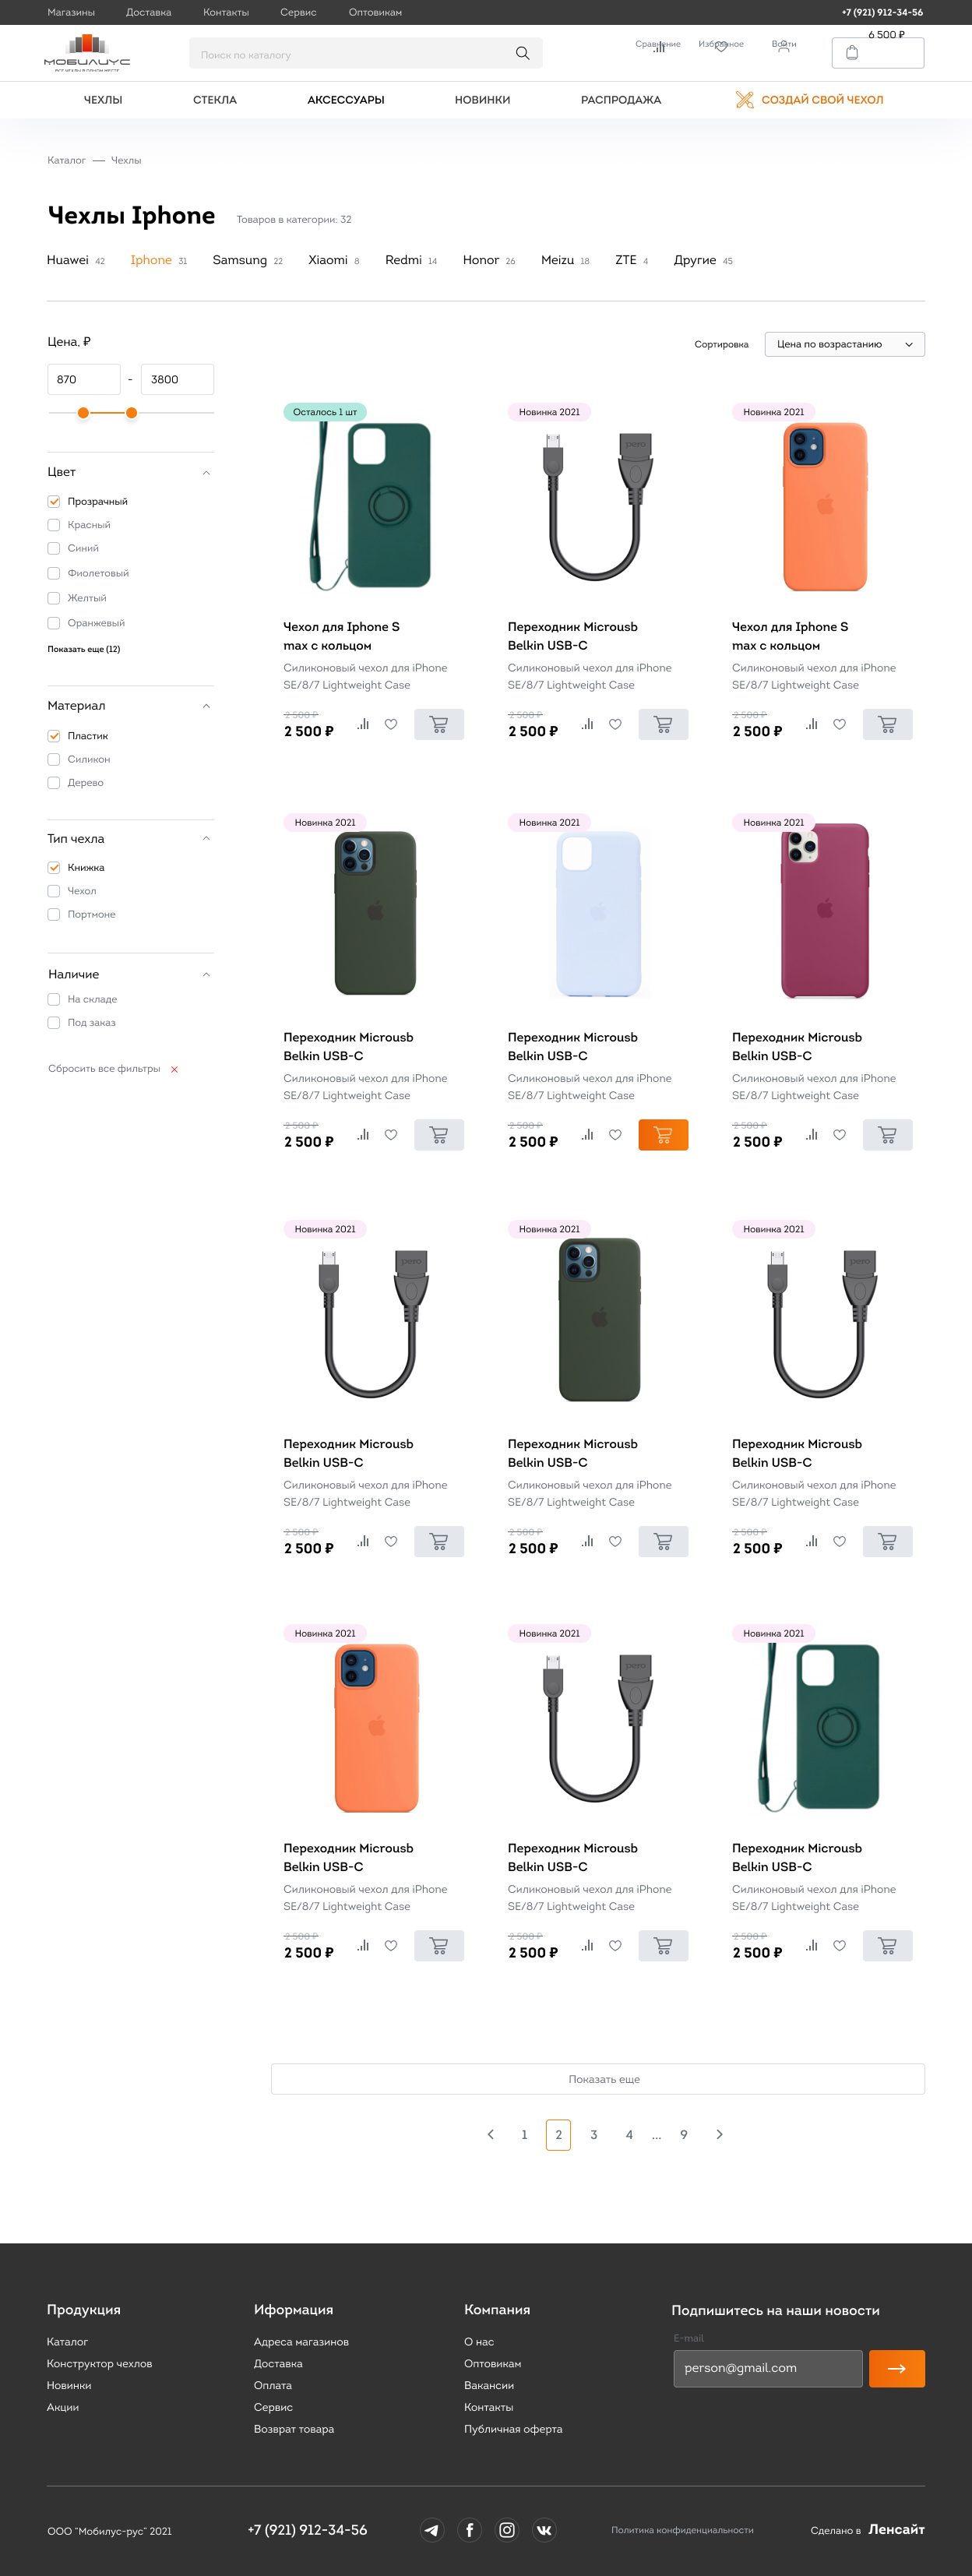 Магазины Доставка Контакты Сервис Оптовикам +7 (921) 912-34-56
МОБИЛИУС
Поиск по каталогу
Сравнение Избранное Войти 6 500 ₽
ЧЕХЛЫ СТЕКЛА АКСЕССУАРЫ НОВИНКИ РАСПРОДАЖА СОЗДАЙ СВОЙ ЧЕХОЛ
Каталог — Чехлы
Чехлы Iphone Товаров в категории: 32
Huawei 42 Iphone 31 Samsung 22 Xiaomi 8 Redmi 14 Honor 26 Meizu 18 ZTE 4 Другие 45
Цена, ₽
870 - 3800
Цвет
Прозрачный
Красный
Синий
Фиолетовый
Желтый
Оранжевый
Показать еще (12)
Материал
Пластик
Силикон
Дерево
Тип чехла
Книжка
Чехол
Портмоне
Наличие
На складе
Под заказ
Сбросить все фильтры
Сортировка Цена по возрастанию
Осталось 1 шт Новинка 2021 Новинка 2021
pero
Чехол для Iphone S Переходник Microusb Чехол для Iphone S
max с кольцом Belkin USB-C max с кольцом
Силиконовый чехол для iPhone Силиконовый чехол для iPhone Силиконовый чехол для iPhone
SE/8/7 Lightweight Case SE/8/7 Lightweight Case SE/8/7 Lightweight Case
2 500 ₽ 2 500 ₽ 2 500 ₽
2 500 ₽ 2 500 ₽ 2 500 ₽
Новинка 2021 Новинка 2021 Новинка 2021
Переходник Microusb Переходник Microusb Переходник Microusb
Belkin USB-C Belkin USB-C Belkin USB-C
Силиконовый чехол для iPhone Силиконовый чехол для iPhone Силиконовый чехол для iPhone
SE/8/7 Lightweight Case SE/8/7 Lightweight Case SE/8/7 Lightweight Case
2 500 ₽ 2 500 ₽ 2 500 ₽
2 500 ₽ 2 500 ₽ 2 500 ₽
Новинка 2021 Новинка 2021 Новинка 2021
pero pero
Переходник Microusb Переходник Microusb Переходник Microusb
Belkin USB-C Belkin USB-C Belkin USB-C
Силиконовый чехол для iPhone Силиконовый чехол для iPhone Силиконовый чехол для iPhone
SE/8/7 Lightweight Case SE/8/7 Lightweight Case SE/8/7 Lightweight Case
2 500 ₽ 2 500 ₽ 2 500 ₽
2 500 ₽ 2 500 ₽ 2 500 ₽
Новинка 2021 Новинка 2021 Новинка 2021
pero
Переходник Microusb Переходник Microusb Переходник Microusb
Belkin USB-C Belkin USB-C Belkin USB-C
Силиконовый чехол для iPhone Силиконовый чехол для iPhone Силиконовый чехол для iPhone
SE/8/7 Lightweight Case SE/8/7 Lightweight Case SE/8/7 Lightweight Case
2 500 ₽ 2 500 ₽ 2 500 ₽
2 500 ₽ 2 500 ₽ 2 500 ₽
Показать еще
1 2 3 4 ... 9
Продукция
Каталог
Конструктор чехлов
Новинки
Акции
Иформация
Адреса магазинов
Доставка
Оплата
Сервис
Возврат товара
Компания
О нас
Оптовикам
Вакансии
Контакты
Публичная оферта
Подпишитесь на наши новости
E-mail
person@gmail.com
ООО "Мобилус-рус" 2021 +7 (921) 912-34-56 Политика конфиденциальности Сделано в Ленсайт